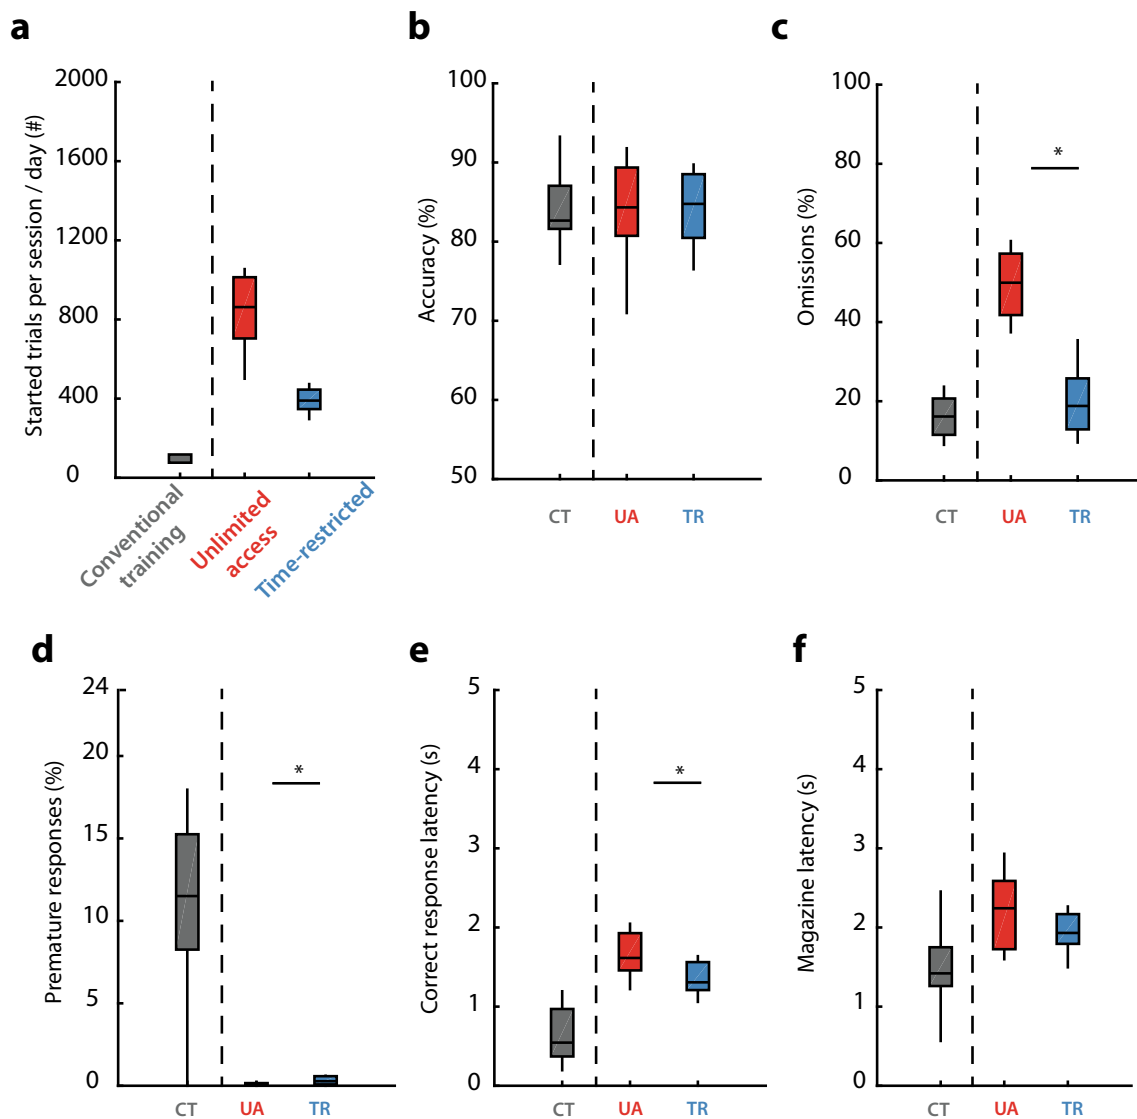 a
Started trials per session / day (#)
2000
1600
1200
800
400
0
Conventional
training
Unlimited
access
Time-restricted
b
Accuracy (%)
100
90
80
70
60
50
CT UA TR
c
Omissions (%)
100
80
60
40
20
0
*
CT UA TR
d
Premature responses (%)
24
20
15
10
5
0
*
CT UA TR
e
Correct response latency (s)
5
4
3
2
1
0
*
CT UA TR
f
Magazine latency (s)
5
4
3
2
1
0
CT UA TR